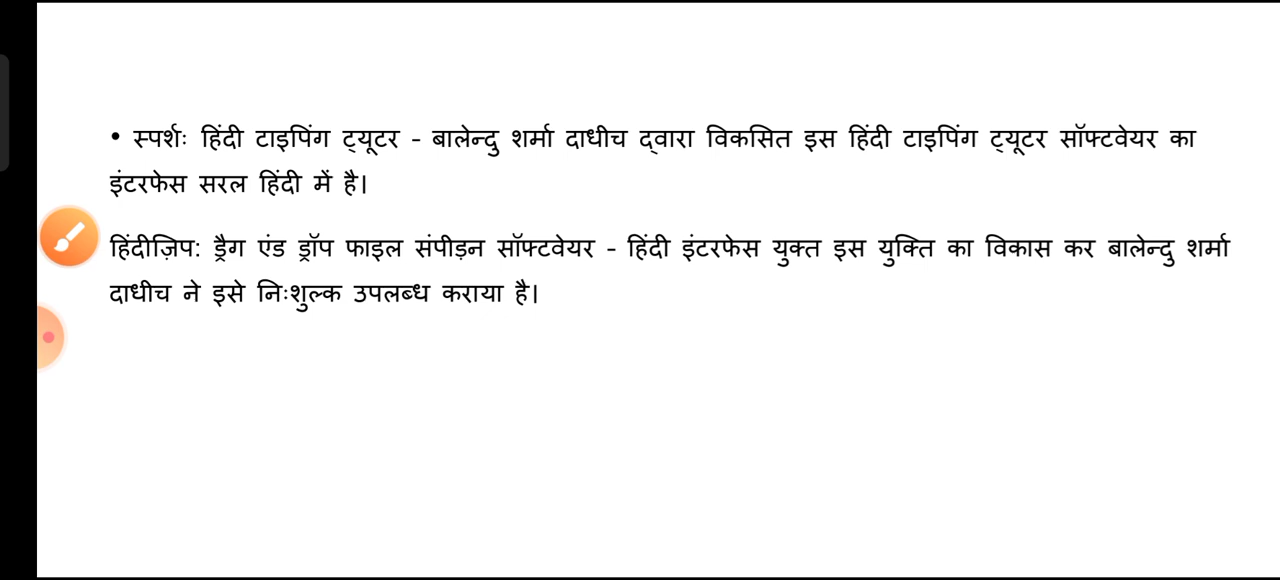 • स्पर्शः हिंदी टाइपिंग ट्यूटर - बालेन्दु शर्मा दाधीच द्वारा विकसित इस हिंदी टाइपिंग ट्यूटर सॉफ्टवेयर का
इंटरफेस सरल हिंदी में है।
हिंदीज़िप: ड्रैग एंड ड्रॉप फाइल संपीड़न सॉफ्टवेयर - हिंदी इंटरफेस युक्त इस युक्ति का विकास कर बालेन्दु शर्मा
दाधीच ने इसे निःशुल्क उपलब्ध कराया है।